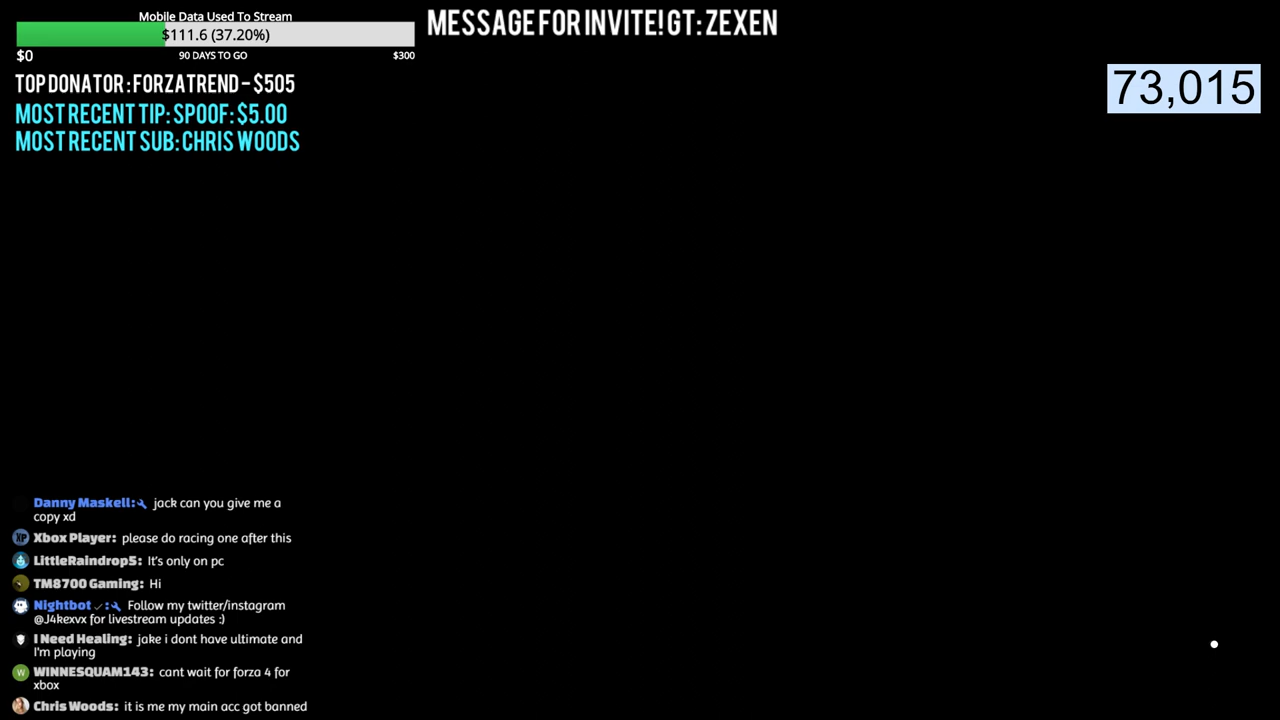 Mobile Data Used To Stream
MESSAGE FOR INVITE! GT: ZEXEN
$111.6 (37.20%)
$0
90 DAYS TO GO
$300
TOP DONATOR : FORZATREND - $505
73,015
MOST RECENT TIP: SPOOF: $5.00
MOST RECENT SUB: CHRIS WOODS
Danny Maskell: jack can you give me a
copy xd
XP Xbox Player: please do racing one after this
LittleRaindrop5: It's only on pc
TM8700 Gaming: Hi
Nightbot ✓: Follow my twitter/instagram
@J4kexvx for livestream updates :)
I Need Healing: jake i dont have ultimate and
I'm playing
W WINNESQUAM143: cant wait for forza 4 for
xbox
Chris Woods: it is me my main acc got banned